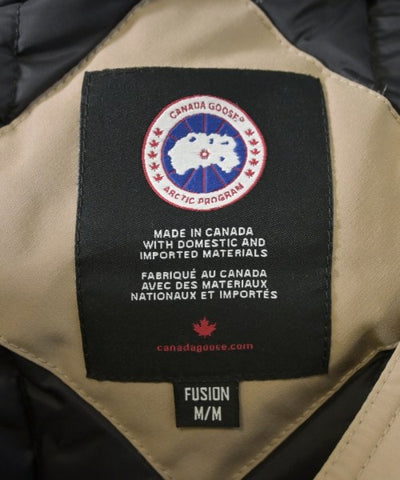 CANADA GOOSE®
ARCTIC PROGRAM
MADE IN CANADA
WITH DOMESTIC AND
IMPORTED MATERIALS
FABRIQUÉ AU CANADA
AVEC DES MATERIAUX
NATIONAUX ET IMPORTÉS
canadagoose.com
FUSION
M/M